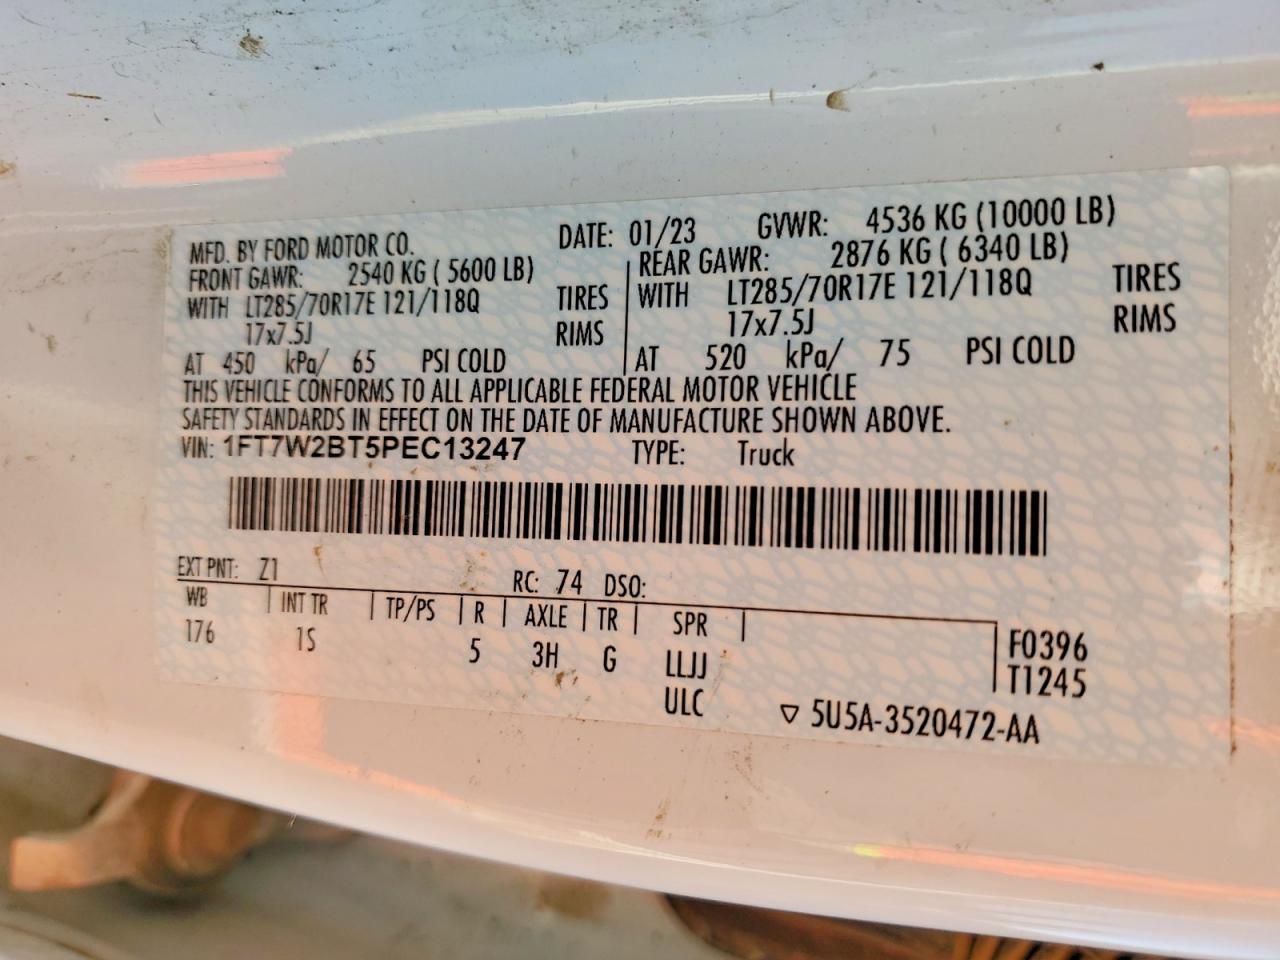 MFD. BY FORD MOTOR CO. DATE: 01/23 GVWR: 4536 KG (10000 LB)
FRONT GAWR: 2540 KG ( 5600 LB) REAR GAWR: 2876 KG ( 6340 LB)
WITH LT285/70R17E 121/118Q TIRES WITH LT285/70R17E 121/118Q TIRES
17x7.5J RIMS 17x7.5J RIMS
AT 450 kPa/ 65 PSI COLD AT 520 kPa/ 75 PSI COLD
THIS VEHICLE CONFORMS TO ALL APPLICABLE FEDERAL MOTOR VEHICLE
SAFETY STANDARDS IN EFFECT ON THE DATE OF MANUFACTURE SHOWN ABOVE.
VIN: 1FT7W2BT5PEC13247 TYPE: Truck
EXT PNT: Z1 RC: 74 DSO:
WB INT TR TP/PS R AXLE TR SPR
176 1S 5 3H G LLJJ F0396
ULC T1245
▽ 5U5A-3520472-AA